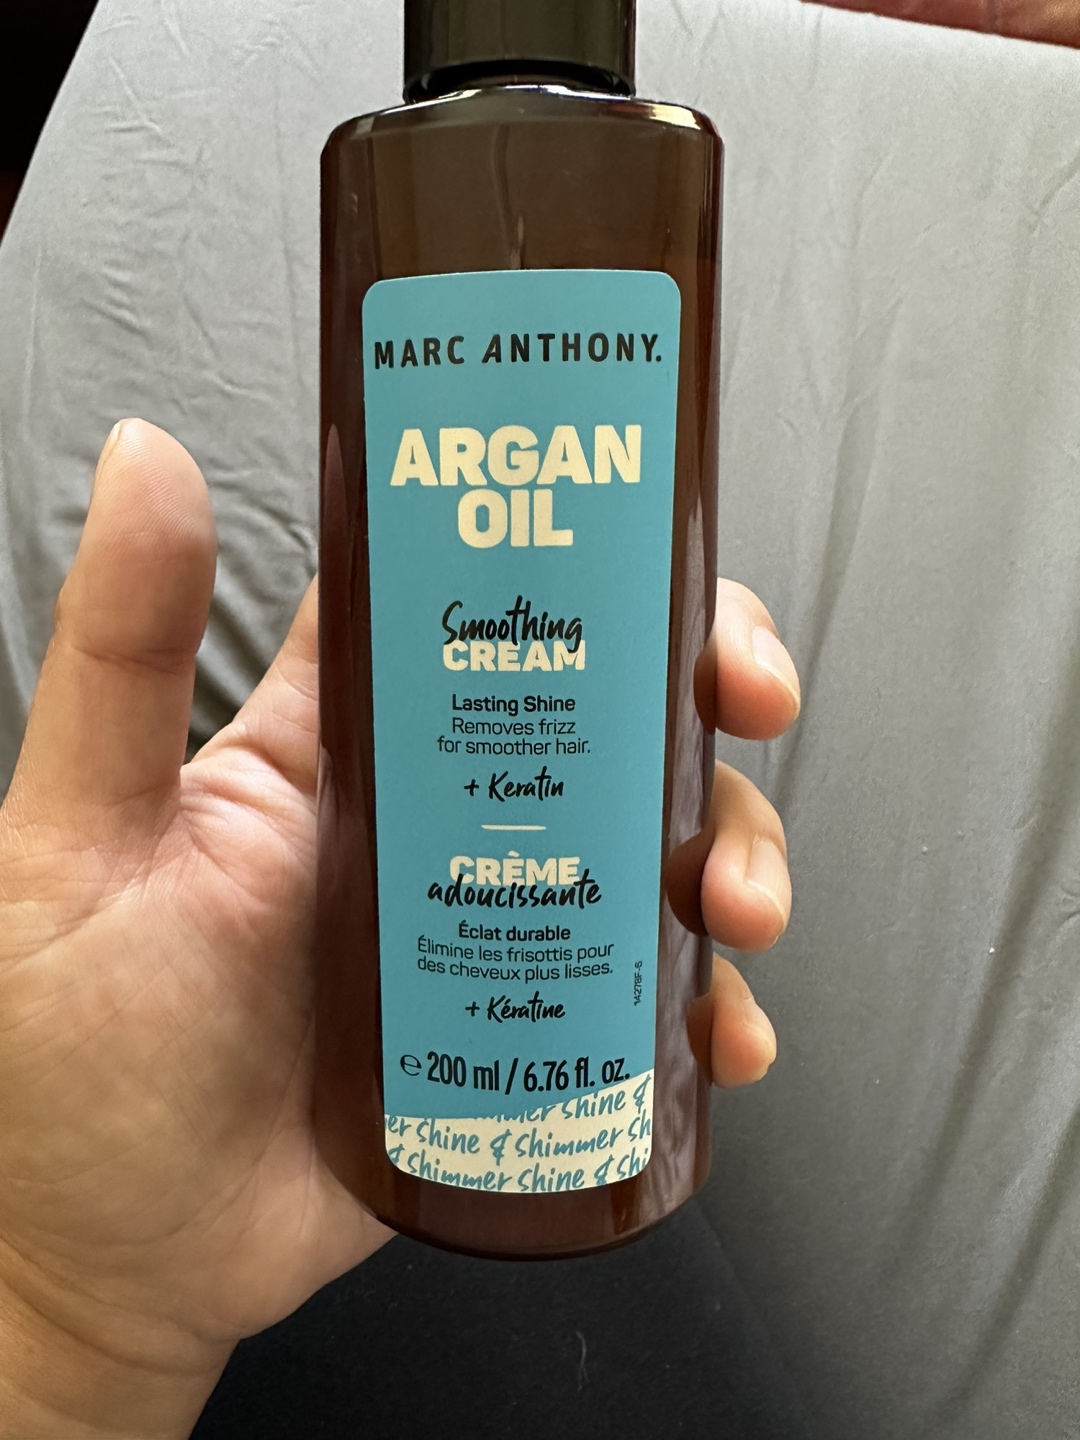 MARC ANTHONY.
ARGAN
OIL
Smoothing
CREAM
Lasting Shine
Removes frizz
for smoother hair.
+ Keratin
CRÈME
adoucissante
Éclat durable
Élimine les frisottis pour
des cheveux plus lisses.
+ Kératine
14278F-6
℮ 200 ml / 6.76 fl. oz.
shine &
shine & shimmer
& shimmer shine &